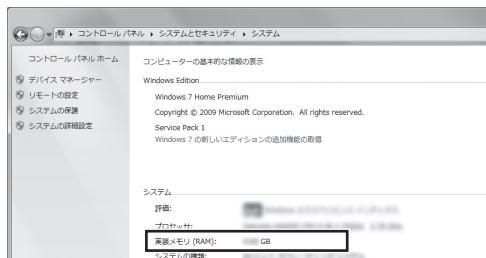 コントロール パネル ▸ システムとセキュリティ ▸ システム
コントロール パネル ホーム
デバイス マネージャー
リモートの設定
システムの保護
システムの詳細設定
コンピューターの基本的な情報の表示
Windows Edition
Windows 7 Home Premium
Copyright © 2009 Microsoft Corporation. All rights reserved.
Service Pack 1
Windows 7 の新しいエディションの追加機能の取得
システム
評価:
プロセッサ:
実装メモリ (RAM): GB
システムの種類: